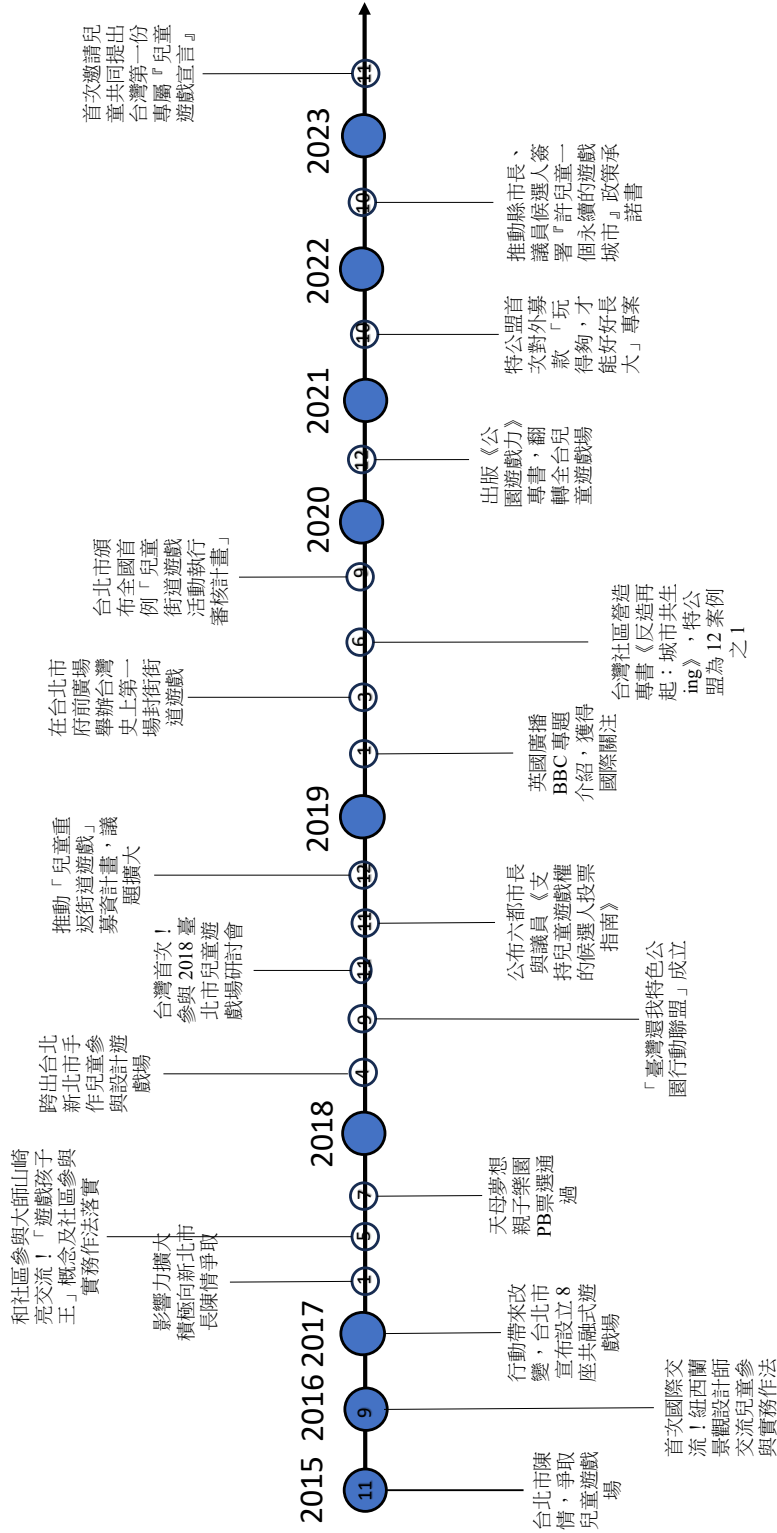 2015
11
台北市陳
情，爭取
兒童遊戲
場
2016
9
首次國際交
流！紐西蘭
景觀設計師
交流兒童參
與實務作法
2017
行動帶來改
變，台北市
宣布設立 8
座共融式遊
戲場
1
影響力擴大
積極向新北市
長陳情爭取
5
和社區參與大師山崎
亮交流！「遊戲孩子
王」概念及社區參與
實務作法落實
7
天母夢想
親子樂園
PB票選通
過
2018
4
跨出台北
新北市手
作兒童參
與設計遊
戲場
9
「臺灣還我特色公
園行動聯盟」成立
11
台灣首次！
參與 2018 臺
北市兒童遊
戲場研討會
11
公布六都市長
與議員《支
持兒童遊戲權
的候選人投票
指南》
12
推動「兒童重
返街道遊戲」
募資計畫，議
題擴大
2019
1
英國廣播
BBC 專題
介紹，獲得
國際關注
3
在台北市
府前廣場
舉辦台灣
史上第一
場封街街
道遊戲
6
台灣社區營造
專書《反造再
起：城市共生
ing》，特公
盟為 12 案例
之 1
9
台北市頒
布全國首
例「兒童
街道遊戲
活動執行
審核計畫」
2020
12
出版《公
園遊戲力》
專書，翻
轉全台兒
童遊戲場
2021
10
特公盟首
次對外募
款「玩
得夠，才
能好好長
大」專案
2022
10
推動縣市長、
議員候選人簽
署『許兒童一
個永續的遊戲
城市』政策承
諾書
2023
11
首次邀請兒
童共同提出
台灣第一份
專屬『兒童
遊戲宣言』